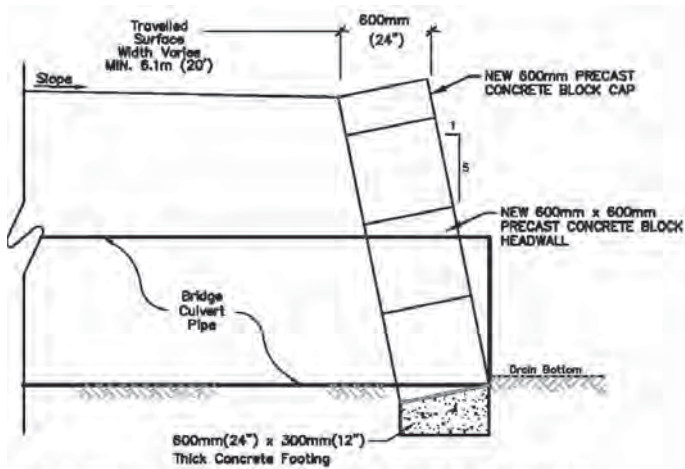 Travelled
Surface
Width Varies
MIN. 6.1m (20')
600mm
(24")
Slope
NEW 600mm PRECAST
CONCRETE BLOCK CAP
1
5
NEW 600mm x 600mm
PRECAST CONCRETE BLOCK
HEADWALL
Bridge
Culvert
Pipe
Drain Bottom
600mm(24") x 300mm(12")
Thick Concrete Footing